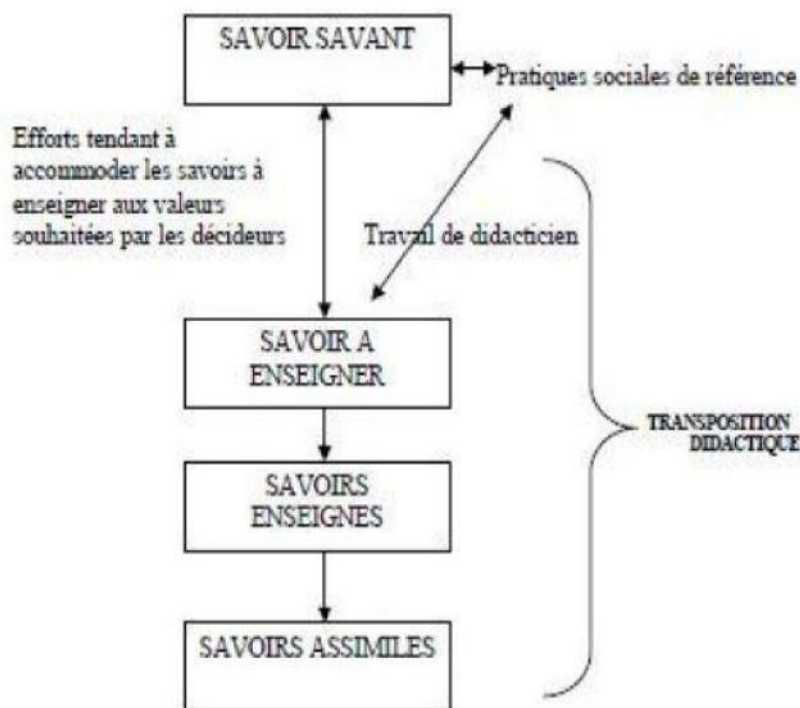 SAVOIR SAVANT
Pratiques sociales de référence
Efforts tendant à
accommoder les savoirs à
enseigner aux valeurs
souhaitées par les décideurs
Travail de didacticien
SAVOIR A
ENSEIGNER
TRANSPOSITION
DIDACTIQUE
SAVOIRS
ENSEIGNES
SAVOIRS ASSIMILES